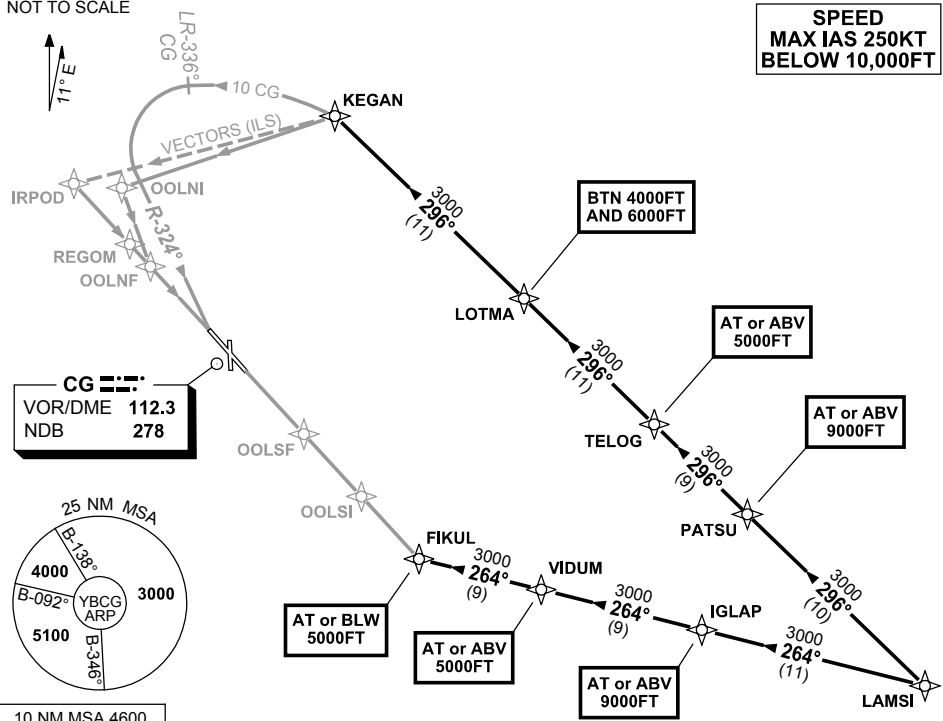 NOT TO SCALE
11° E
LR-336°
CG
10 CG
KEGAN
SPEED
MAX IAS 250KT
BELOW 10,000FT
VECTORS (ILS)
IRPOD
OOLNI
R-324°
REGOM
OOLNF
3000
296°
(11)
BTN 4000FT
AND 6000FT
LOTMA
3000
296°
(11)
AT or ABV
5000FT
TELOG
3000
296°
(9)
AT or ABV
9000FT
PATSU
3000
296°
(10)
CG
VOR/DME 112.3
NDB 278
OOLSF
OOLSI
FIKUL
3000
264°
(9)
VIDUM
3000
264°
(9)
IGLAP
3000
264°
(11)
LAMSI
AT or BLW
5000FT
AT or ABV
5000FT
AT or ABV
9000FT
25 NM MSA
B-138°
4000
3000
B-092°
YBCG
ARP
5100
B-346°
10 NM MSA 4600